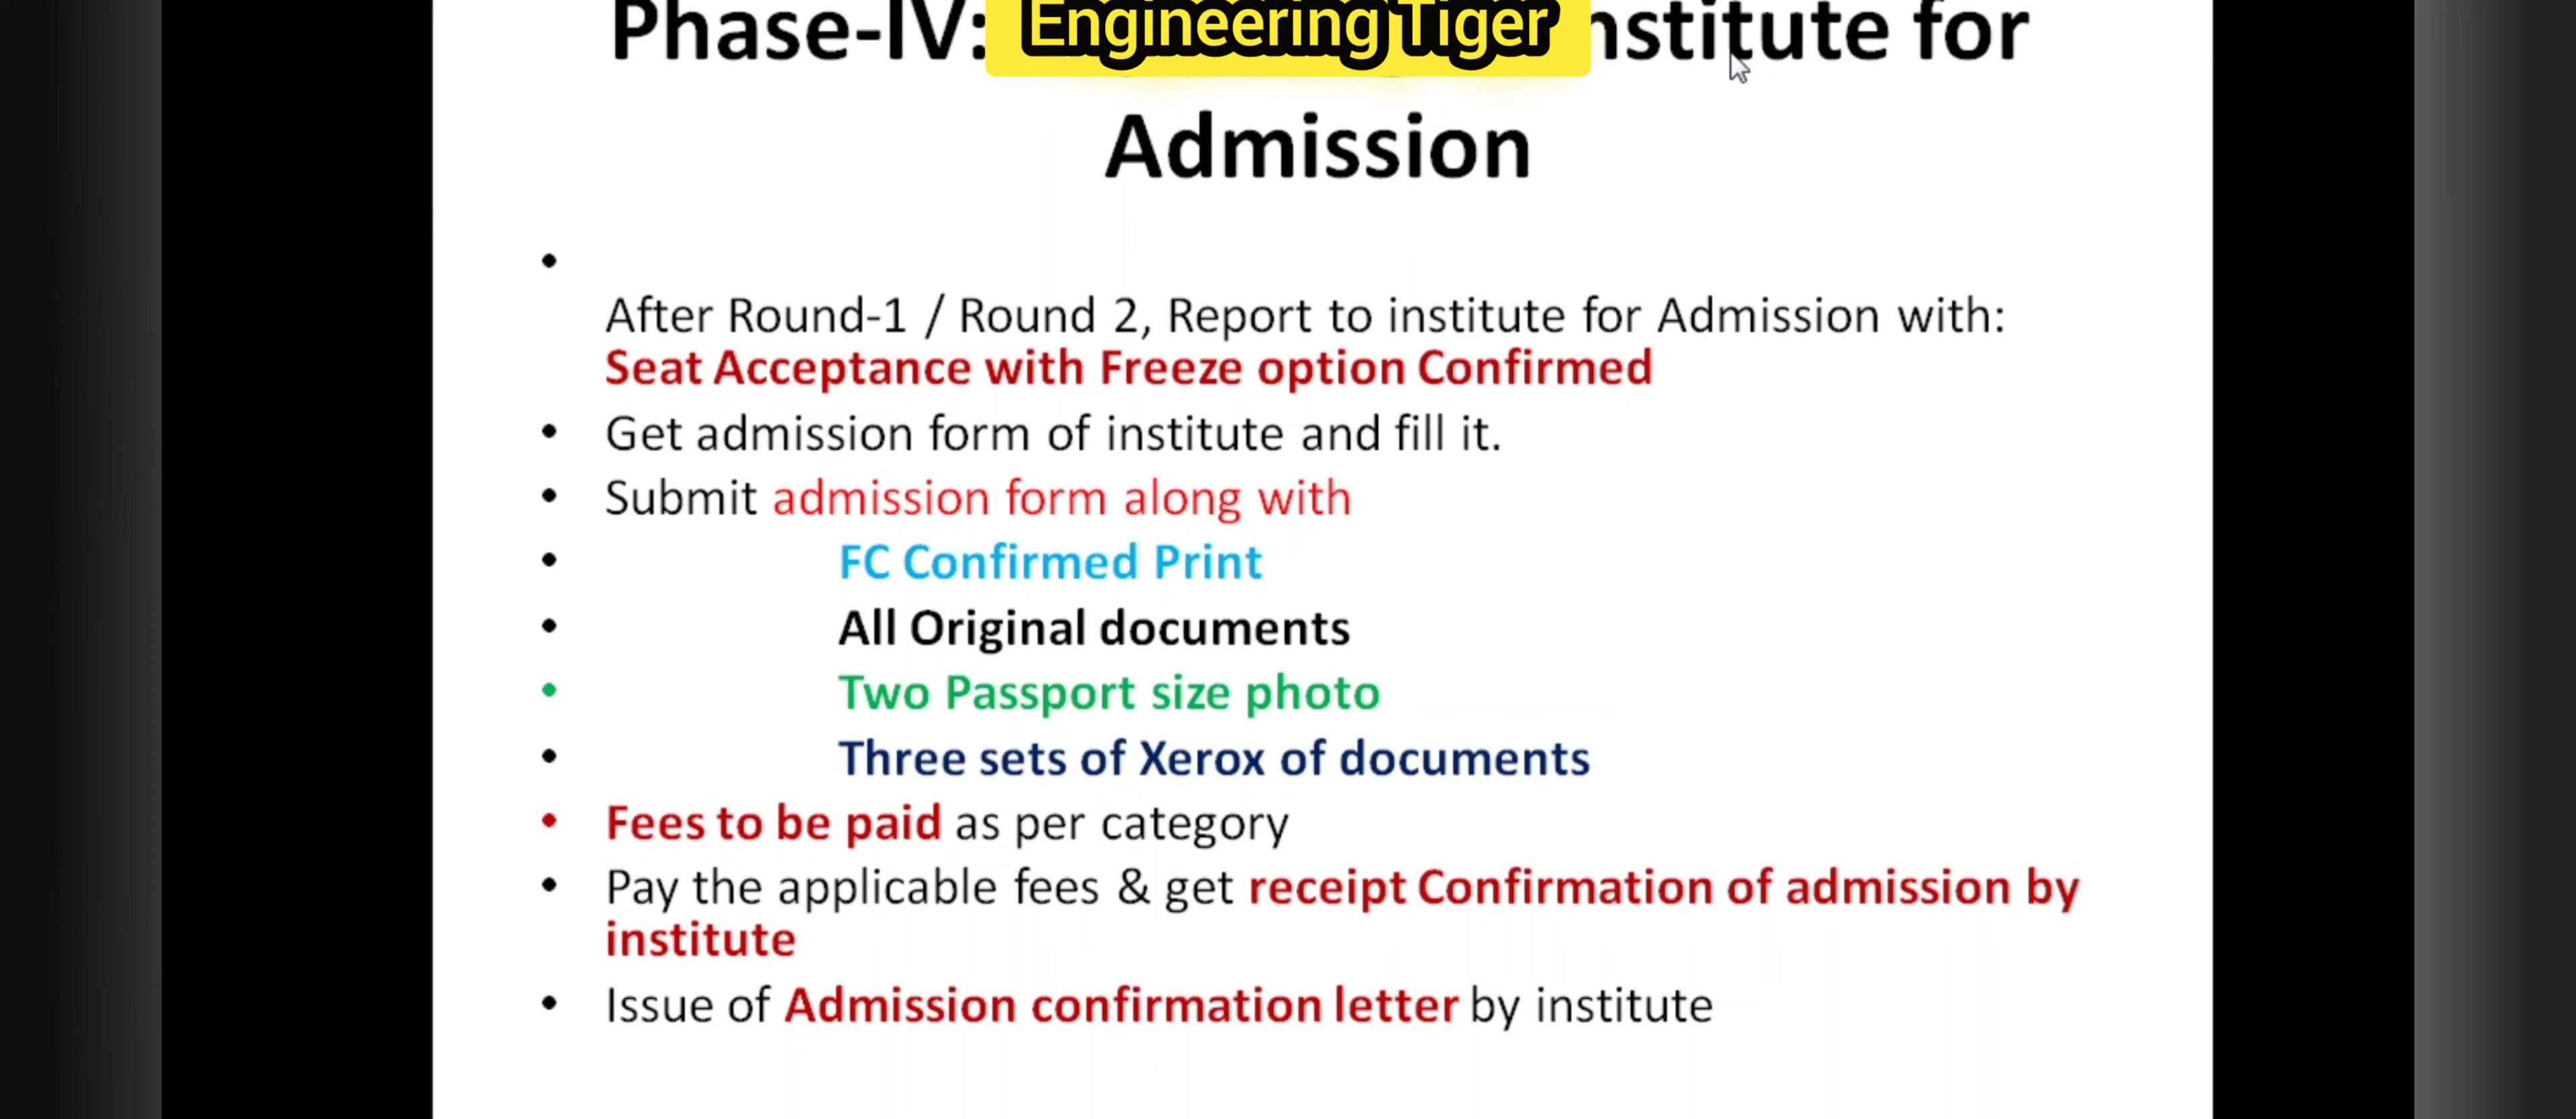 Phase-IV: Engineering Tiger nstitute for
Admission
•
After Round-1 / Round 2, Report to institute for Admission with:
Seat Acceptance with Freeze option Confirmed
• Get admission form of institute and fill it.
• Submit admission form along with
• FC Confirmed Print
• All Original documents
• Two Passport size photo
• Three sets of Xerox of documents
• Fees to be paid as per category
• Pay the applicable fees & get receipt Confirmation of admission by
institute
• Issue of Admission confirmation letter by institute